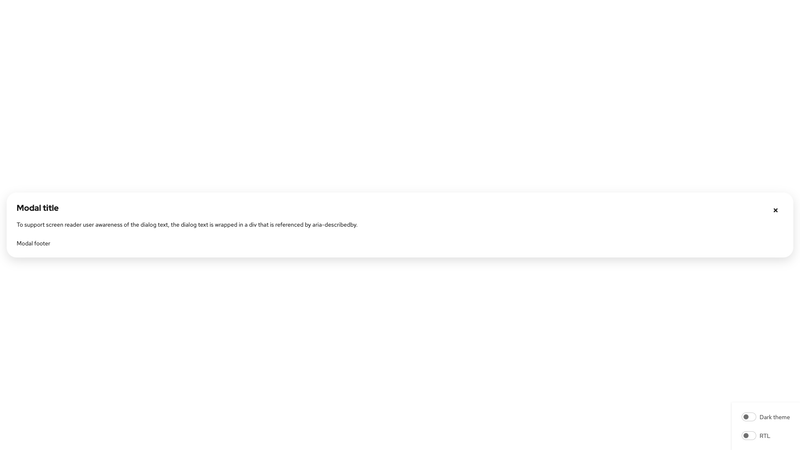 Modal title
To support screen reader user awareness of the dialog text, the dialog text is wrapped in a div that is referenced by aria-describedby.
Modal footer
Dark theme
RTL